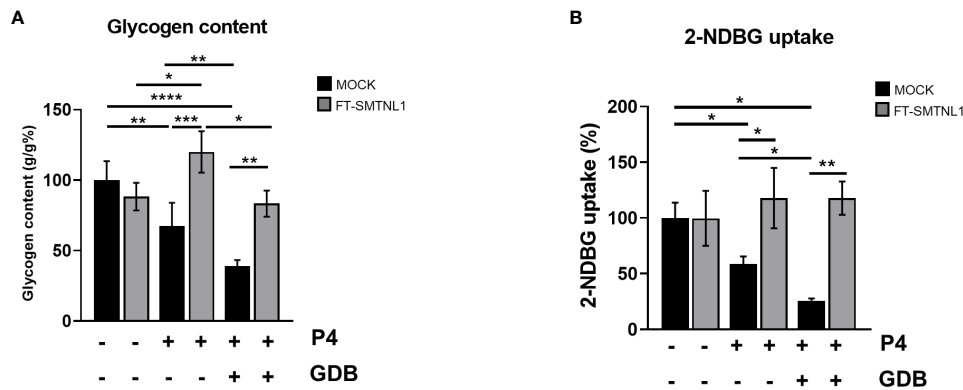 A
Glycogen content
**
*
****
** *** *
**
MOCK
FT-SMTNL1
Glycogen content (g/g%)
150
100
50
0
- - + + + + P4
- - + + GDB
B
2-NDBG uptake
*
*
*
*
**
MOCK
FT-SMTNL1
2-NDBG uptake (%)
200
150
100
50
0
- - + + + + P4
- - - - + + GDB